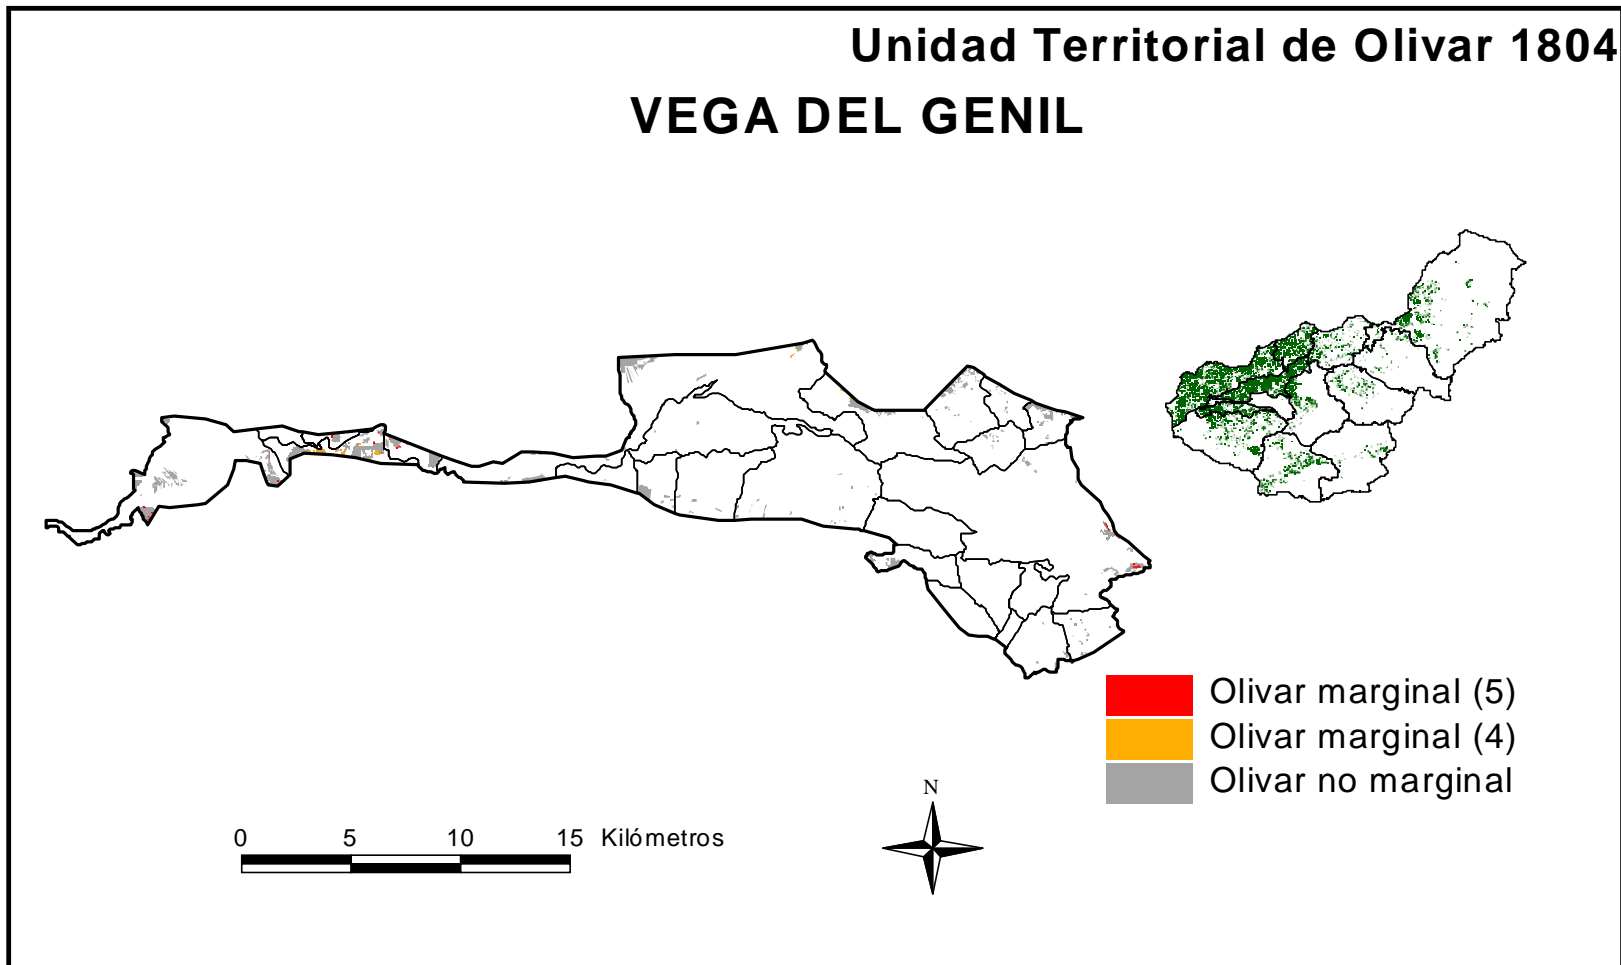 Unidad Territorial de Olivar 1804
VEGA DEL GENIL
Olivar marginal (5)
Olivar marginal (4)
Olivar no marginal
N
0 5 10 15 Kilómetros